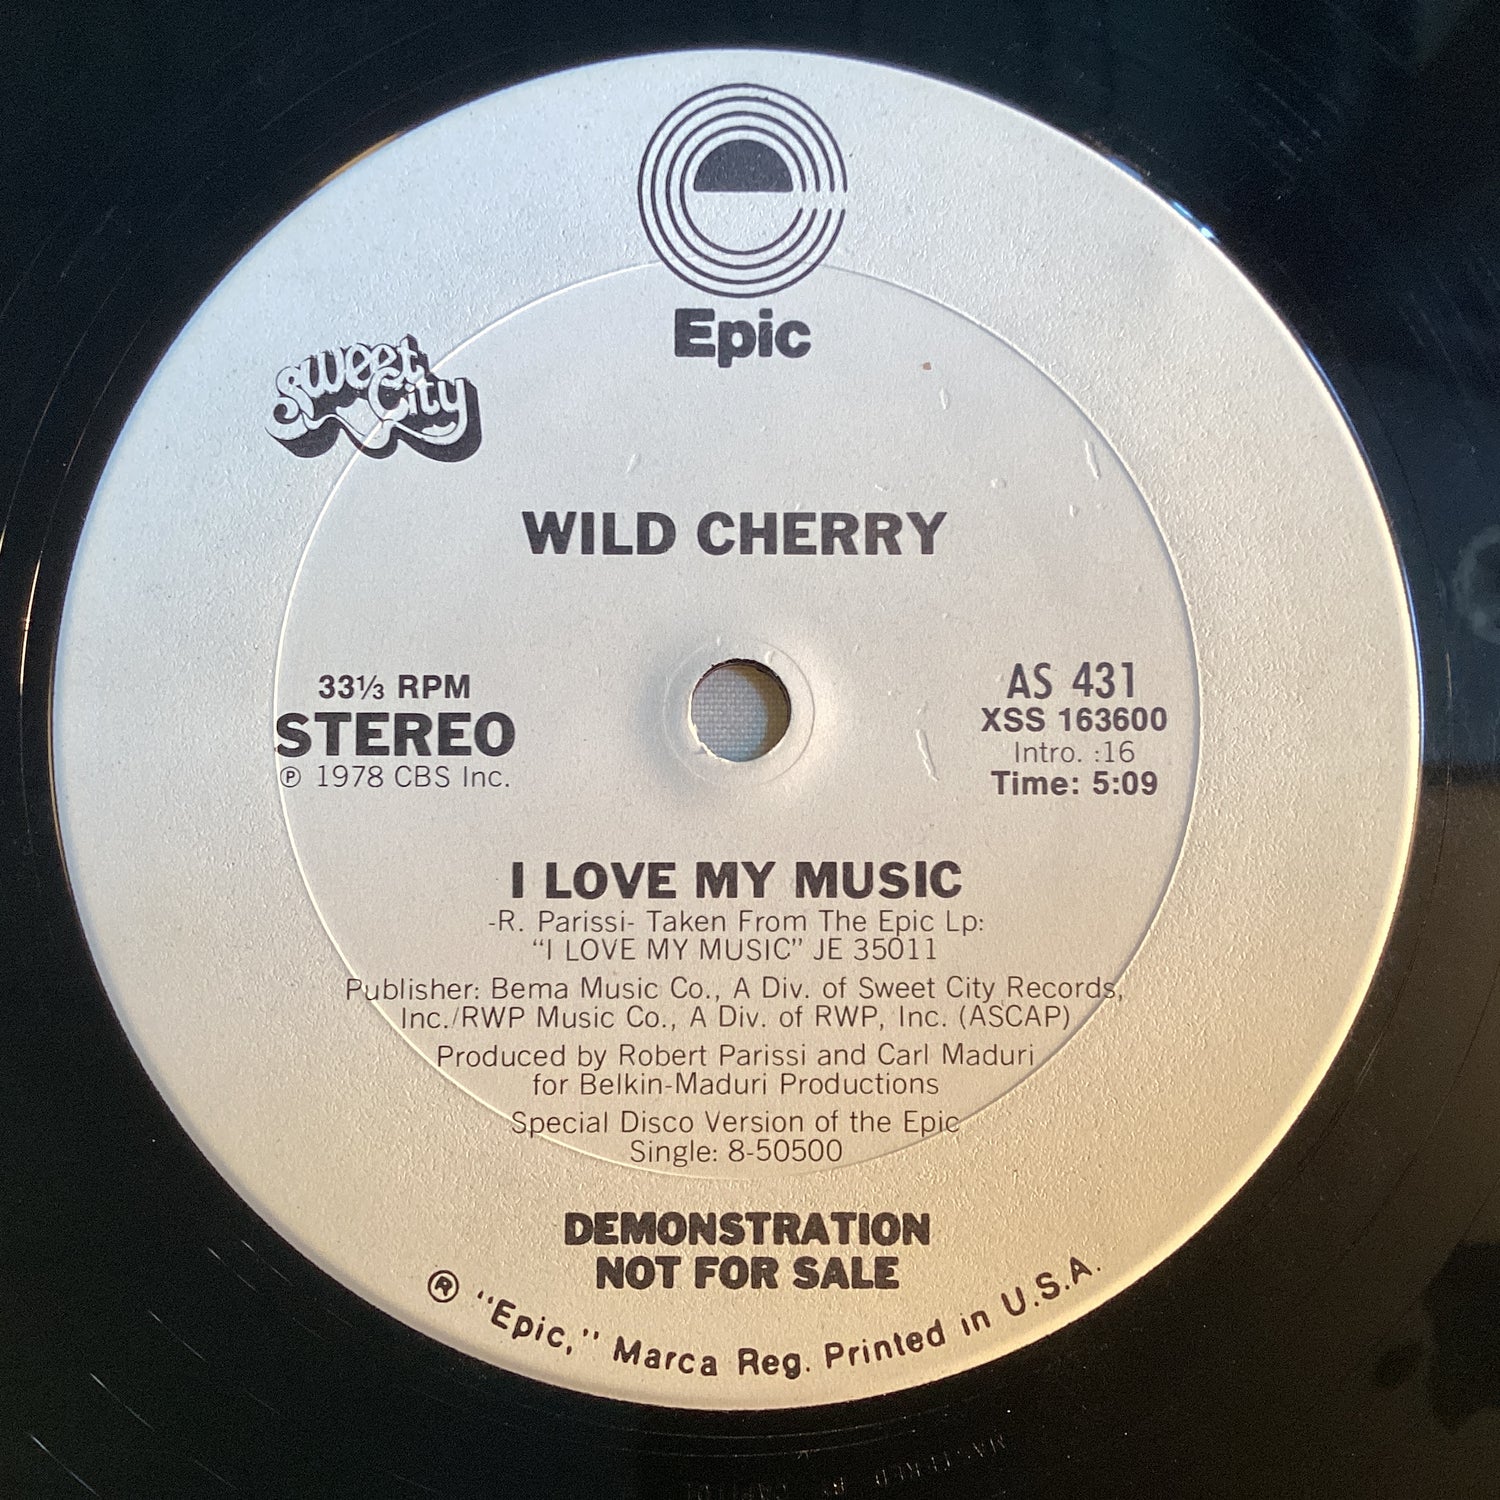 Epic
Sweet
City
WILD CHERRY
33⅓ RPM
STEREO
℗ 1978 CBS Inc.
AS 431
XSS 163600
Intro. :16
Time: 5:09
I LOVE MY MUSIC
-R. Parissi- Taken From The Epic Lp:
“I LOVE MY MUSIC” JE 35011
Publisher: Bema Music Co., A Div. of Sweet City Records,
Inc./RWP Music Co., A Div. of RWP, Inc. (ASCAP)
Produced by Robert Parissi and Carl Maduri
for Belkin-Maduri Productions
Special Disco Version of the Epic
Single: 8-50500
DEMONSTRATION
NOT FOR SALE
® "Epic," Marca Reg. Printed in U.S.A.